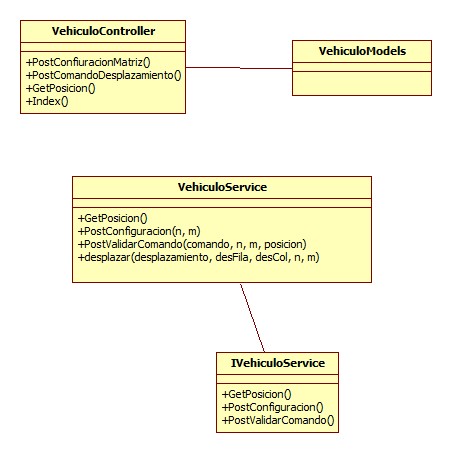 VehiculoController
+PostConfiuracionMatriz()
+PostComandoDesplazamiento()
+GetPosicion()
+Index()
VehiculoModels
VehiculoService
+GetPosicion()
+PostConfiguracion(n, m)
+PostValidarComando(comando, n, m, posicion)
+desplazar(desplazamiento, desFila, desCol, n, m)
IVehiculoService
+GetPosicion()
+PostConfiguracion()
+PostValidarComando()